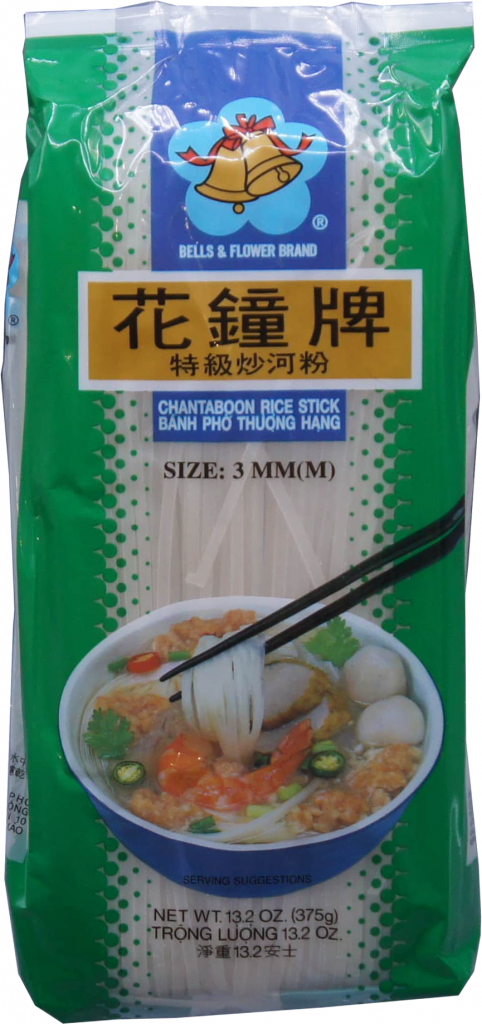 ®
BELLS & FLOWER BRAND
花鐘牌
特級炒河粉
CHANTABOON RICE STICK
BÁNH PHỞ THƯỢNG HẠNG
SIZE: 3 MM(M)
SERVING SUGGESTIONS
NET WT. 13.2 OZ. (375g)
TRỌNG LƯỢNG 13.2 OZ.
淨重13.2安士